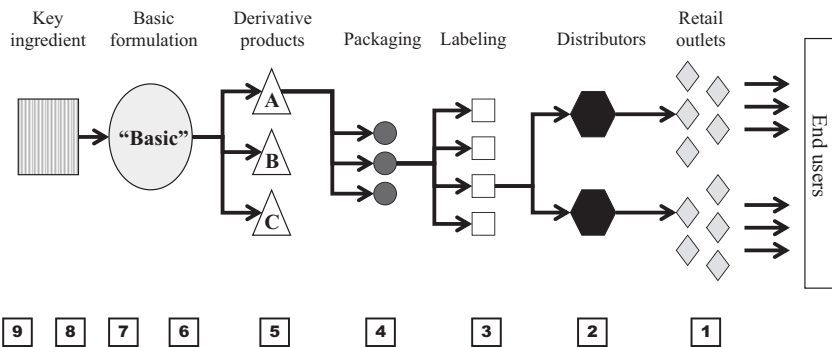 Key
ingredient
Basic
formulation
Derivative
products
Packaging
Labeling
Distributors
Retail
outlets
"Basic"
A
B
C
End users
9 8 7 6 5 4 3 2 1